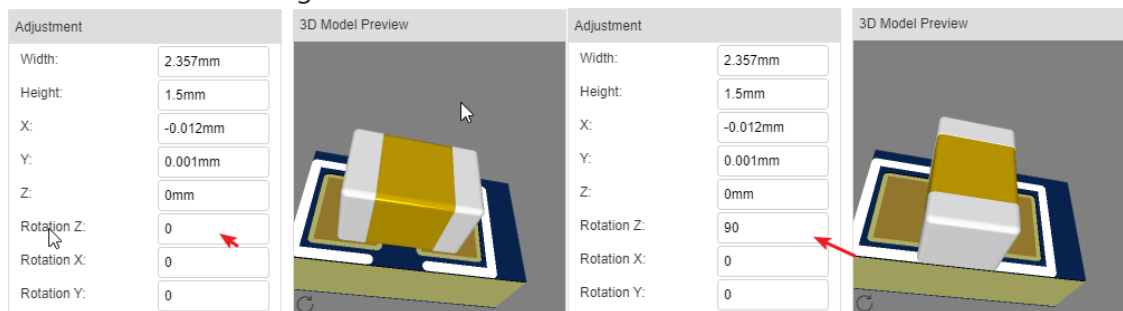 Adjustment
Width: 2.357mm
Height: 1.5mm
X: -0.012mm
Y: 0.001mm
Z: 0mm
Rotation Z: 0
Rotation X: 0
Rotation Y: 0
3D Model Preview
Adjustment
Width: 2.357mm
Height: 1.5mm
X: -0.012mm
Y: 0.001mm
Z: 0mm
Rotation Z: 90
Rotation X: 0
Rotation Y: 0
3D Model Preview